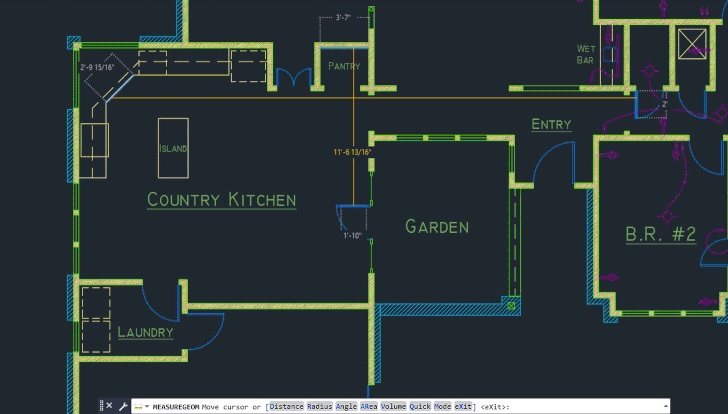 3'-7"
WET
BAR
2'-9 15/16"
PANTRY
2'
ENTRY
ISLAND
11'-6 13/16"
COUNTRY KITCHEN
GARDEN
1'-10"
B.R. #2
LAUNDRY
MEASUREGEOM Move cursor or [Distance Radius Angle ARea Volume Quick Mode eXit] <eXit>: